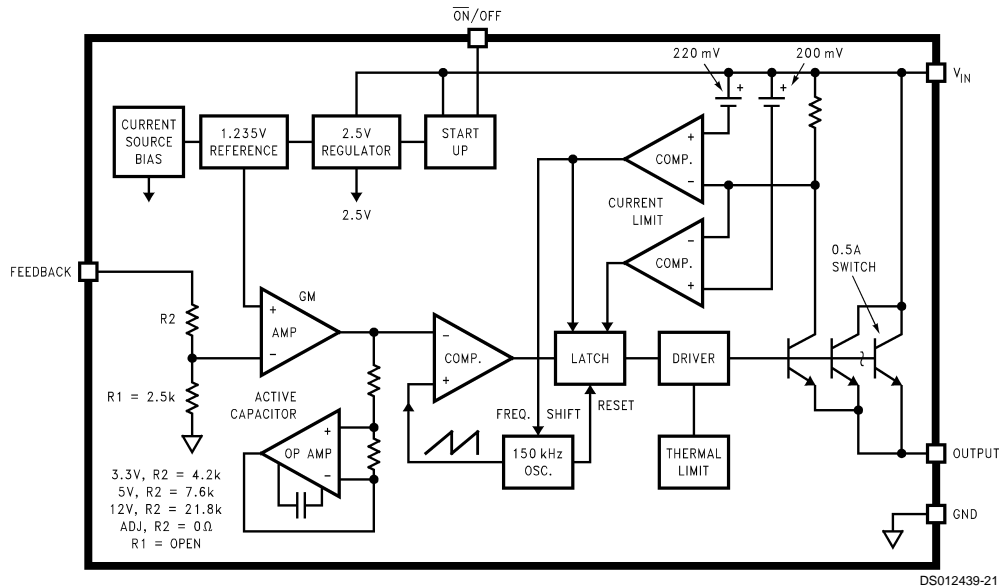 O̅N̅/OFF
220 mV
200 mV
+
+
VIN
CURRENT
SOURCE
BIAS
1.235V
REFERENCE
2.5V
REGULATOR
START
UP
2.5V
+
COMP.
−
CURRENT
LIMIT
−
COMP.
+
0.5A
SWITCH
FEEDBACK
R2
R1 = 2.5k
GM
+
AMP
−
−
COMP.
+
LATCH
DRIVER
ACTIVE
CAPACITOR
+
OP AMP
−
FREQ. SHIFT
RESET
150 kHz
OSC.
THERMAL
LIMIT
OUTPUT
GND
3.3V, R2 = 4.2k
5V, R2 = 7.6k
12V, R2 = 21.8k
ADJ, R2 = 0Ω
R1 = OPEN
DS012439-21